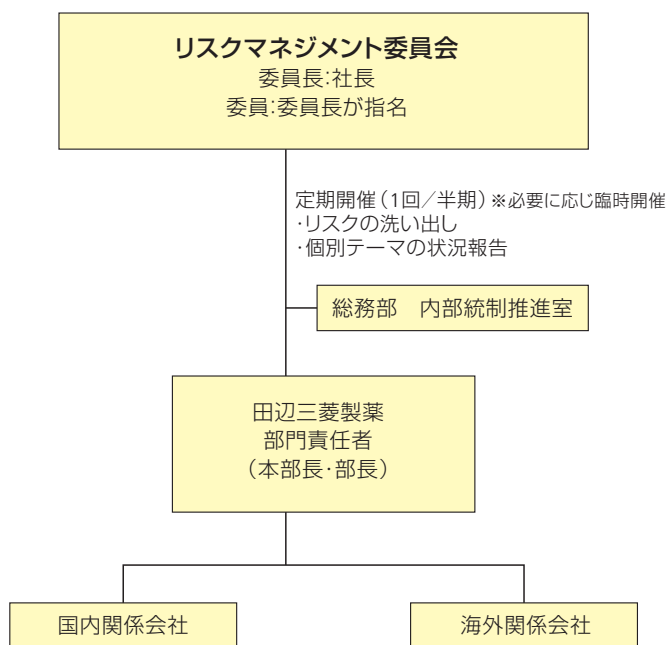 リスクマネジメント委員会
委員長:社長
委員:委員長が指名
定期開催(1回/半期)※必要に応じ臨時開催
・リスクの洗い出し
・個別テーマの状況報告
総務部　内部統制推進室
田辺三菱製薬
部門責任者
(本部長・部長)
国内関係会社
海外関係会社